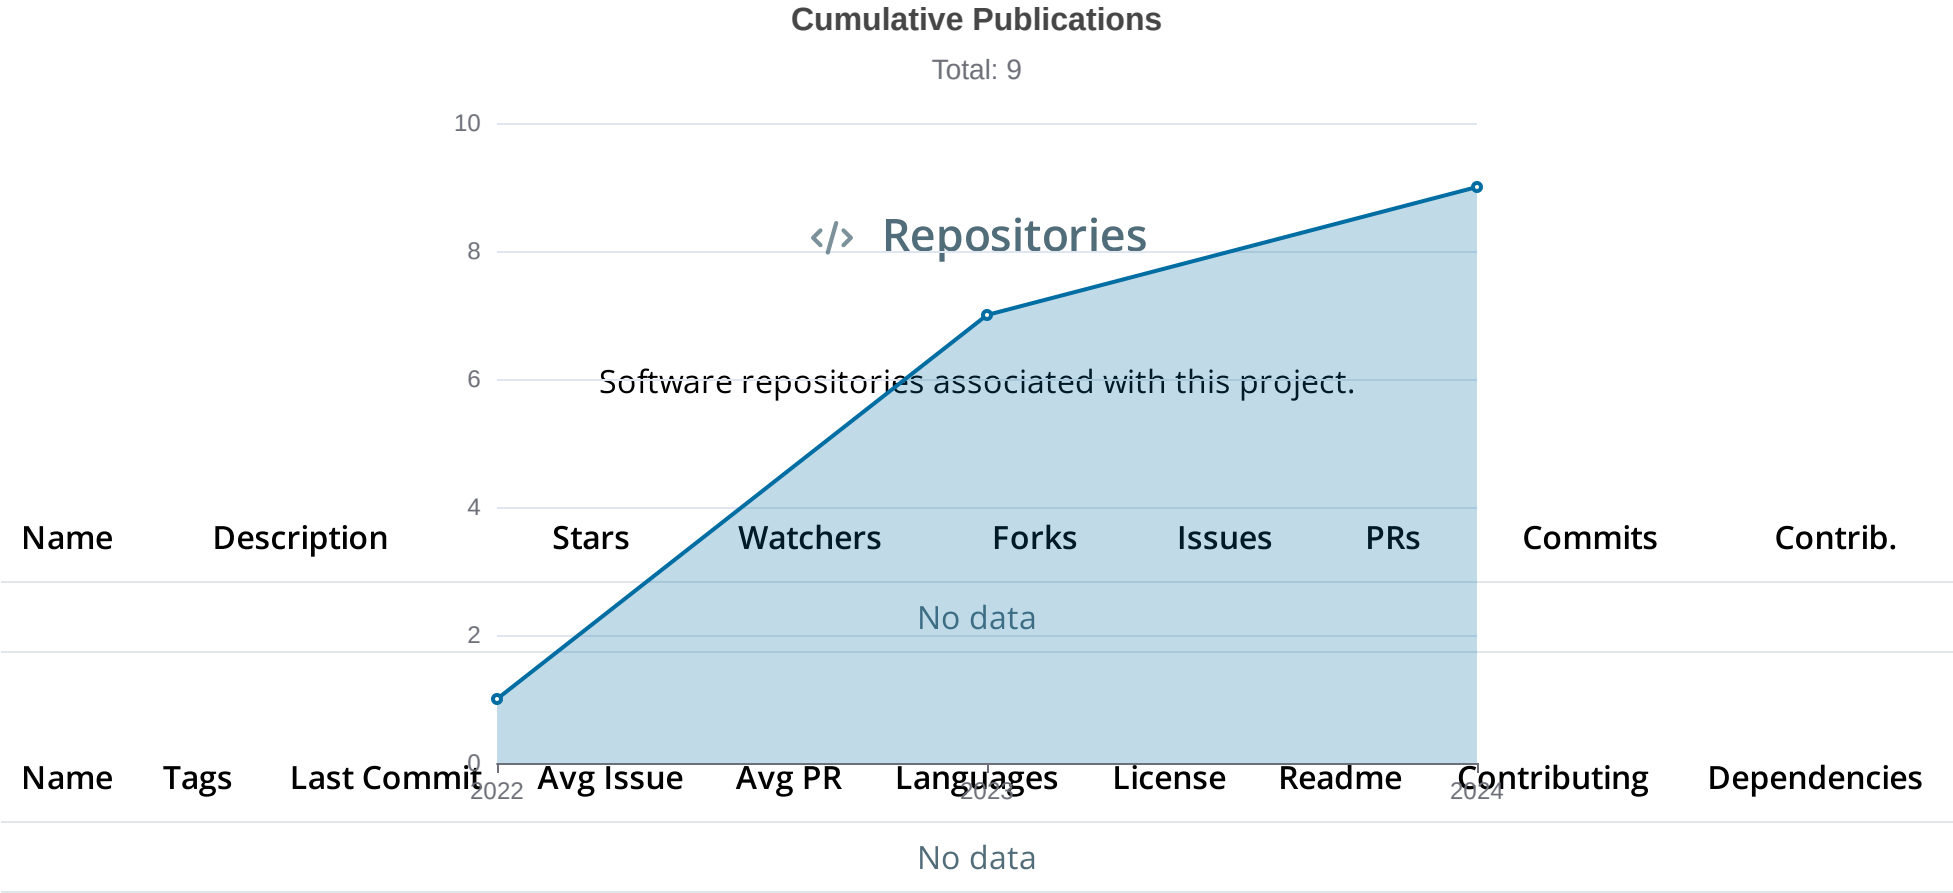 Cumulative Publications
Total: 9
10
8
Repositories
6
Software repositories associated with this project.
4
Name Description Stars Watchers Forks Issues PRs Commits Contrib.
No data
2
0
Name Tags Last Commit Avg Issue Avg PR Languages License Readme Contributing Dependencies
2022 2023 2024
No data